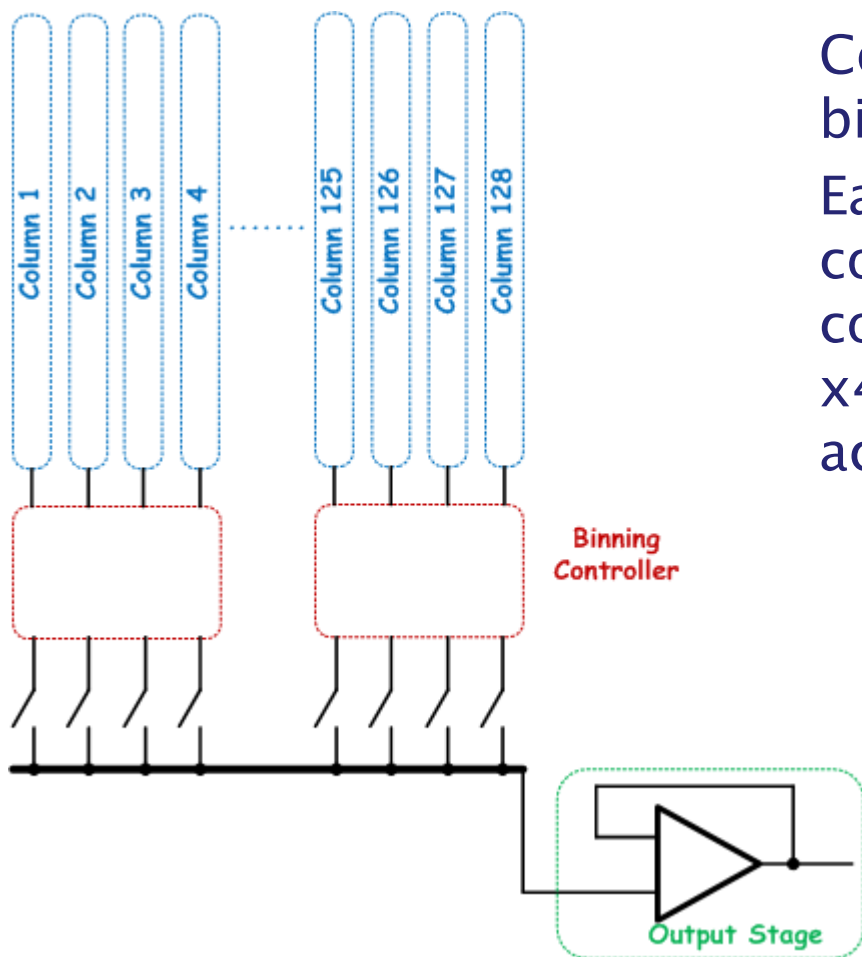 Column 1
Column 2
Column 3
Column 4
Column 125
Column 126
Column 127
Column 128
Binning
Controller
Output Stage